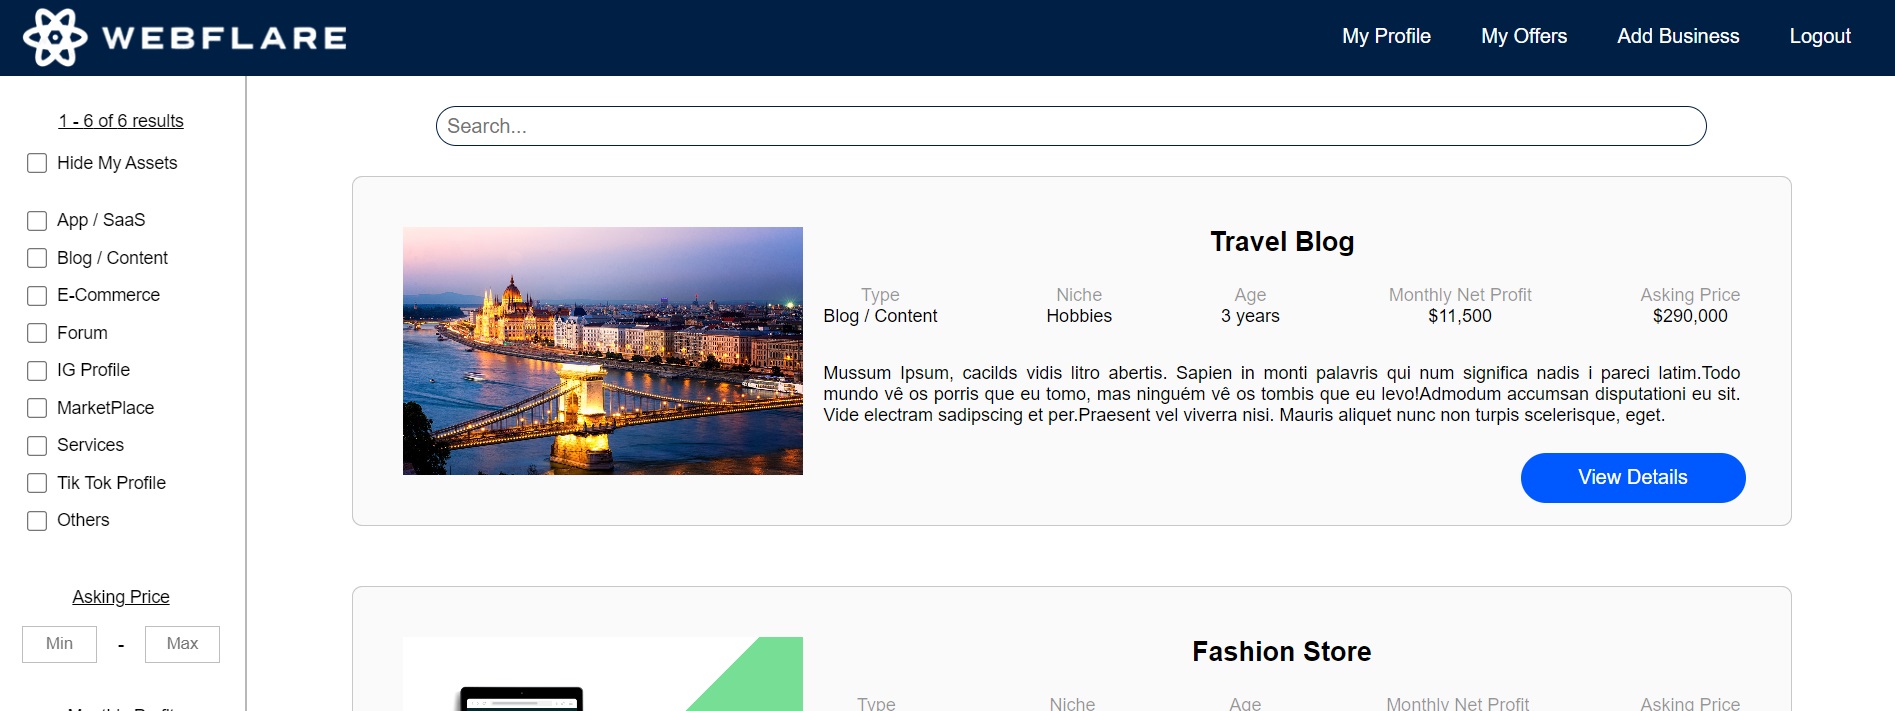 WEBFLARE
My Profile
My Offers
Add Business
Logout
1 - 6 of 6 results
Hide My Assets
App / SaaS
Blog / Content
E-Commerce
Forum
IG Profile
MarketPlace
Services
Tik Tok Profile
Others
Asking Price
Min - Max
Search...
Travel Blog
Type Niche Age Monthly Net Profit Asking Price
Blog / Content Hobbies 3 years $11,500 $290,000
Mussum Ipsum, cacilds vidis litro abertis. Sapien in monti palavris qui num significa nadis i pareci latim.Todo
mundo vê os porris que eu tomo, mas ninguém vê os tombis que eu levo!Admodum accumsan disputationi eu sit.
Vide electram sadipscing et per.Praesent vel viverra nisi. Mauris aliquet nunc non turpis scelerisque, eget.
View Details
Fashion Store
Type Niche Age Monthly Net Profit Asking Price